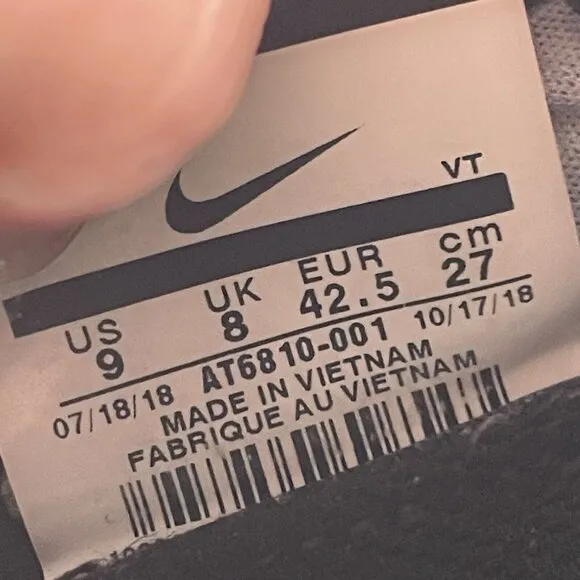 VT
US UK EUR cm
9 8 42.5 27
07/18/18 AT6810-001 10/17/18
MADE IN VIETNAM
FABRIQUE AU VIETNAM